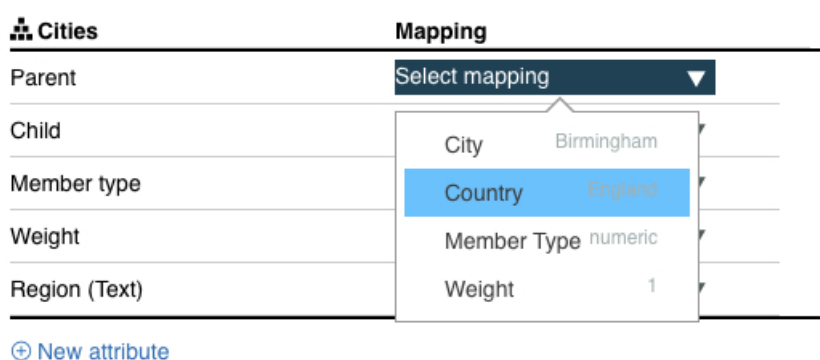 Cities Mapping
Parent Select mapping
Child
City Birmingham
Member type
Country England
Weight
Member Type numeric
Region (Text)
Weight 1
New attribute